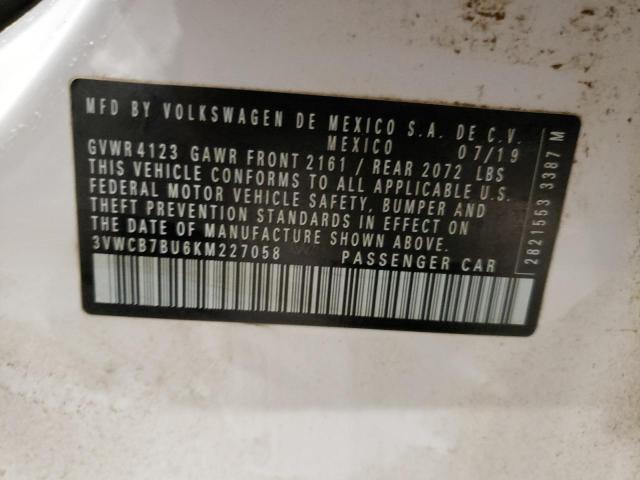 MFD BY VOLKSWAGEN DE MEXICO S.A. DE C.V.
MEXICO 07/19
GVWR 4123 GAWR FRONT 2161 / REAR 2072 LBS
THIS VEHICLE CONFORMS TO ALL APPLICABLE U.S.
FEDERAL MOTOR VEHICLE SAFETY, BUMPER AND
THEFT PREVENTION STANDARDS IN EFFECT ON
THE DATE OF MANUFACTURE SHOWN ABOVE.
3VWCB7BU6KM227058 PASSENGER CAR
2821553 3387 M